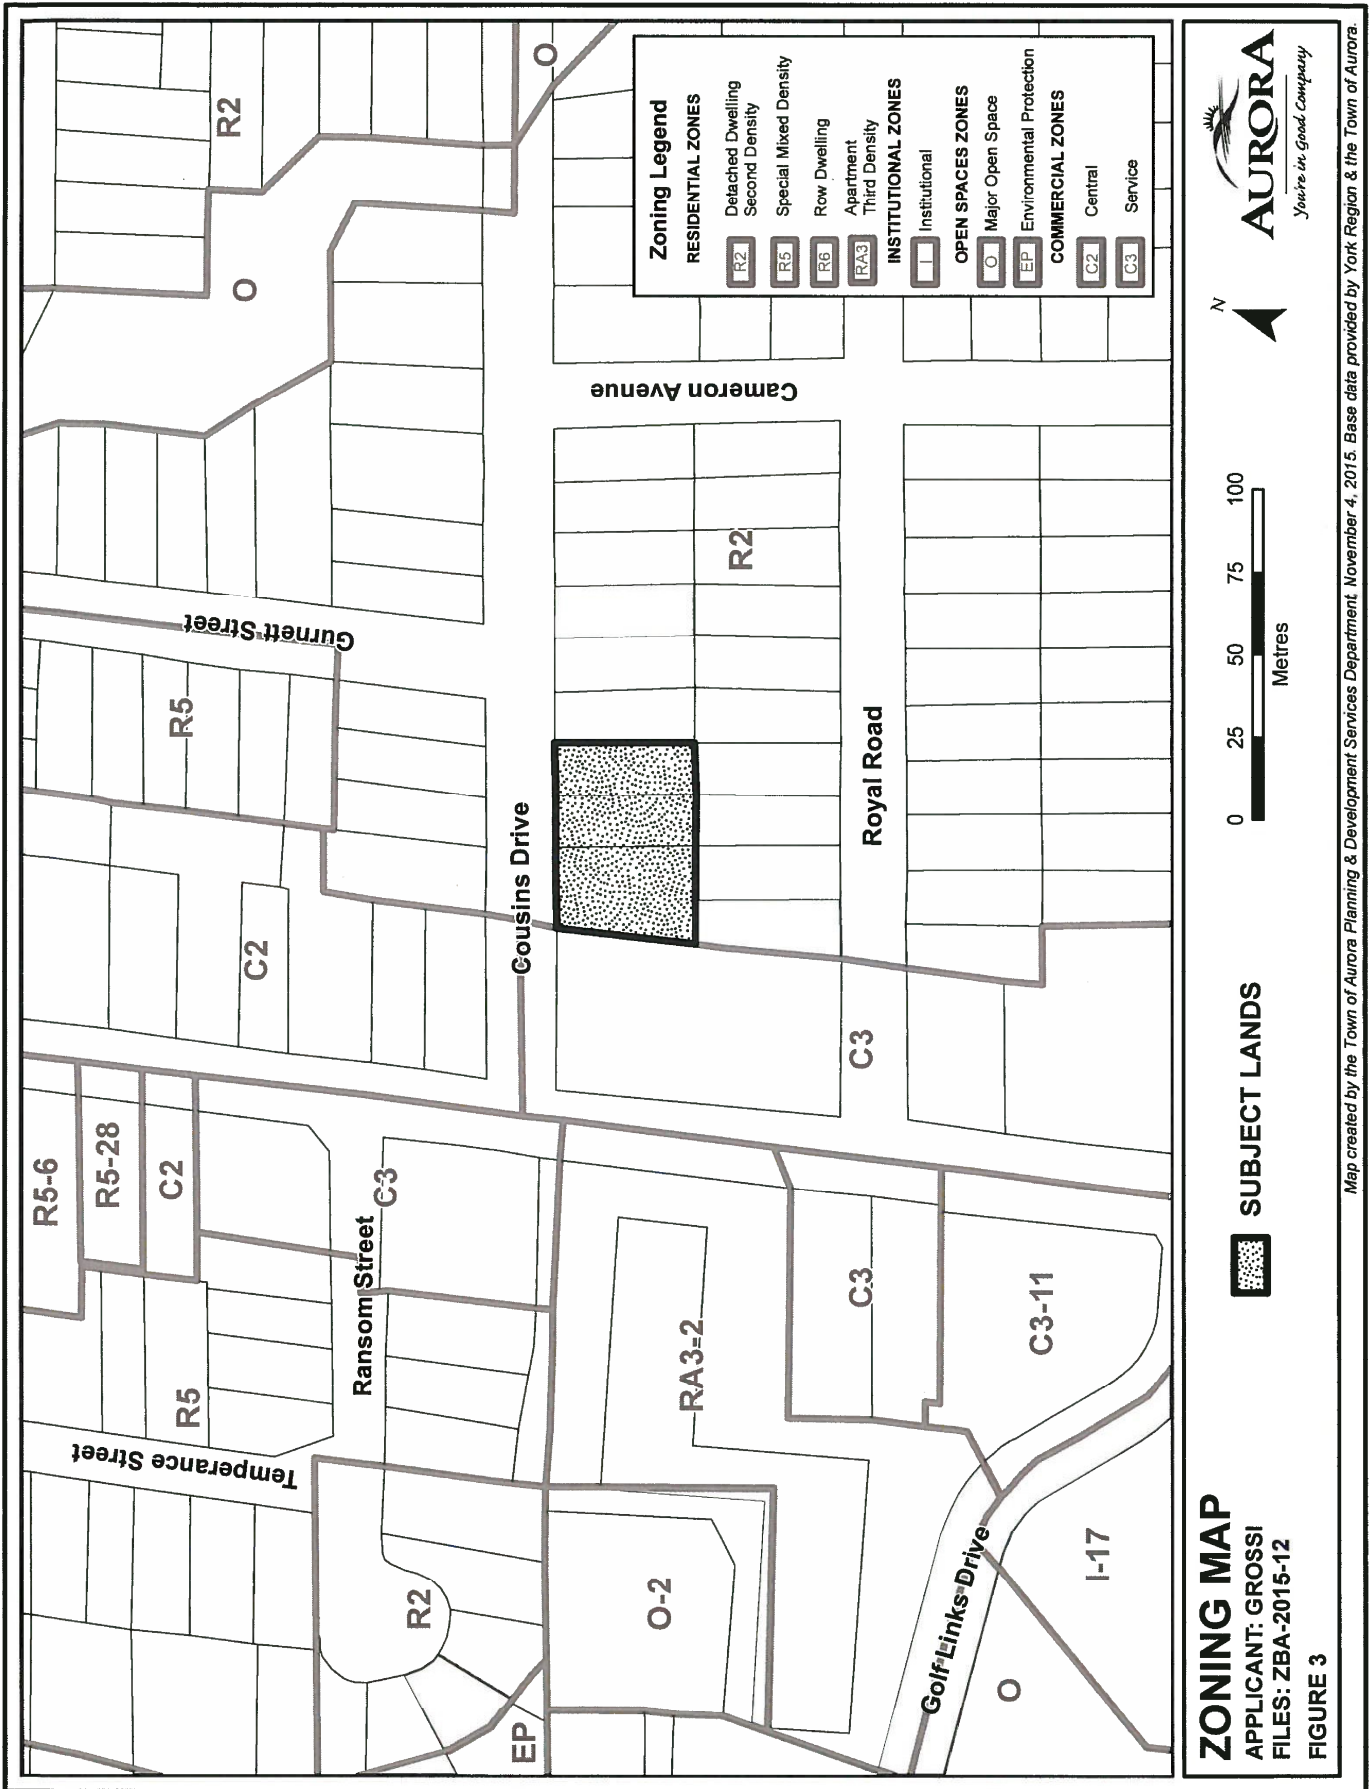 R5-6
R5-28
C2
R5
Temperance Street
Ransom Street
C3
C2
R5
Gurnett Street
O
R2
O
R2
EP
O-2
RA3-2
C3
C3-11
Golf Links Drive
O
I-17
Cousins Drive
C3
Royal Road
R2
Cameron Avenue
Zoning Legend
RESIDENTIAL ZONES
R2 Detached Dwelling
Second Density
R5 Special Mixed Density
R6 Row Dwelling
RA3 Apartment
Third Density
INSTITUTIONAL ZONES
I Institutional
OPEN SPACES ZONES
O Major Open Space
EP Environmental Protection
COMMERCIAL ZONES
C2 Central
C3 Service
ZONING MAP
APPLICANT: GROSSI
FILES: ZBA-2015-12
FIGURE 3
SUBJECT LANDS
0 25 50 75 100
Metres
N
AURORA
You're in Good Company
Map created by the Town of Aurora Planning & Development Services Department, November 4, 2015. Base data provided by York Region & the Town of Aurora.